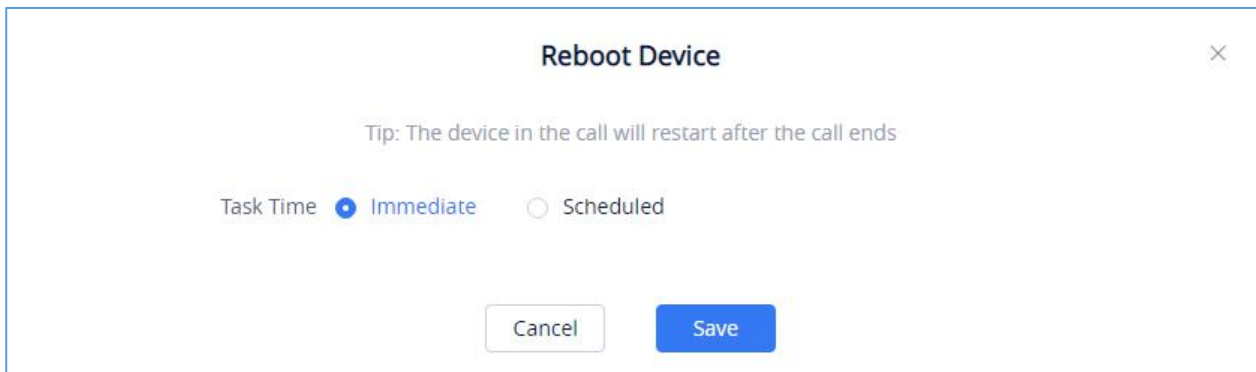 Reboot Device
Tip: The device in the call will restart after the call ends
Task Time Immediate Scheduled
Cancel Save